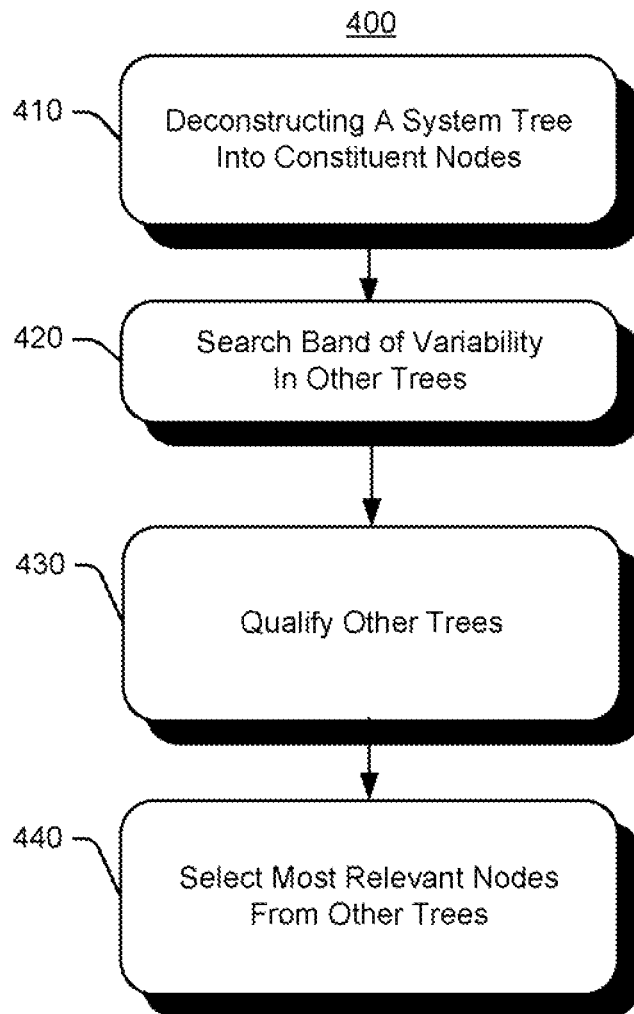 400
410
Deconstructing A System Tree
Into Constituent Nodes
420
Search Band of Variability
In Other Trees
430
Qualify Other Trees
440
Select Most Relevant Nodes
From Other Trees